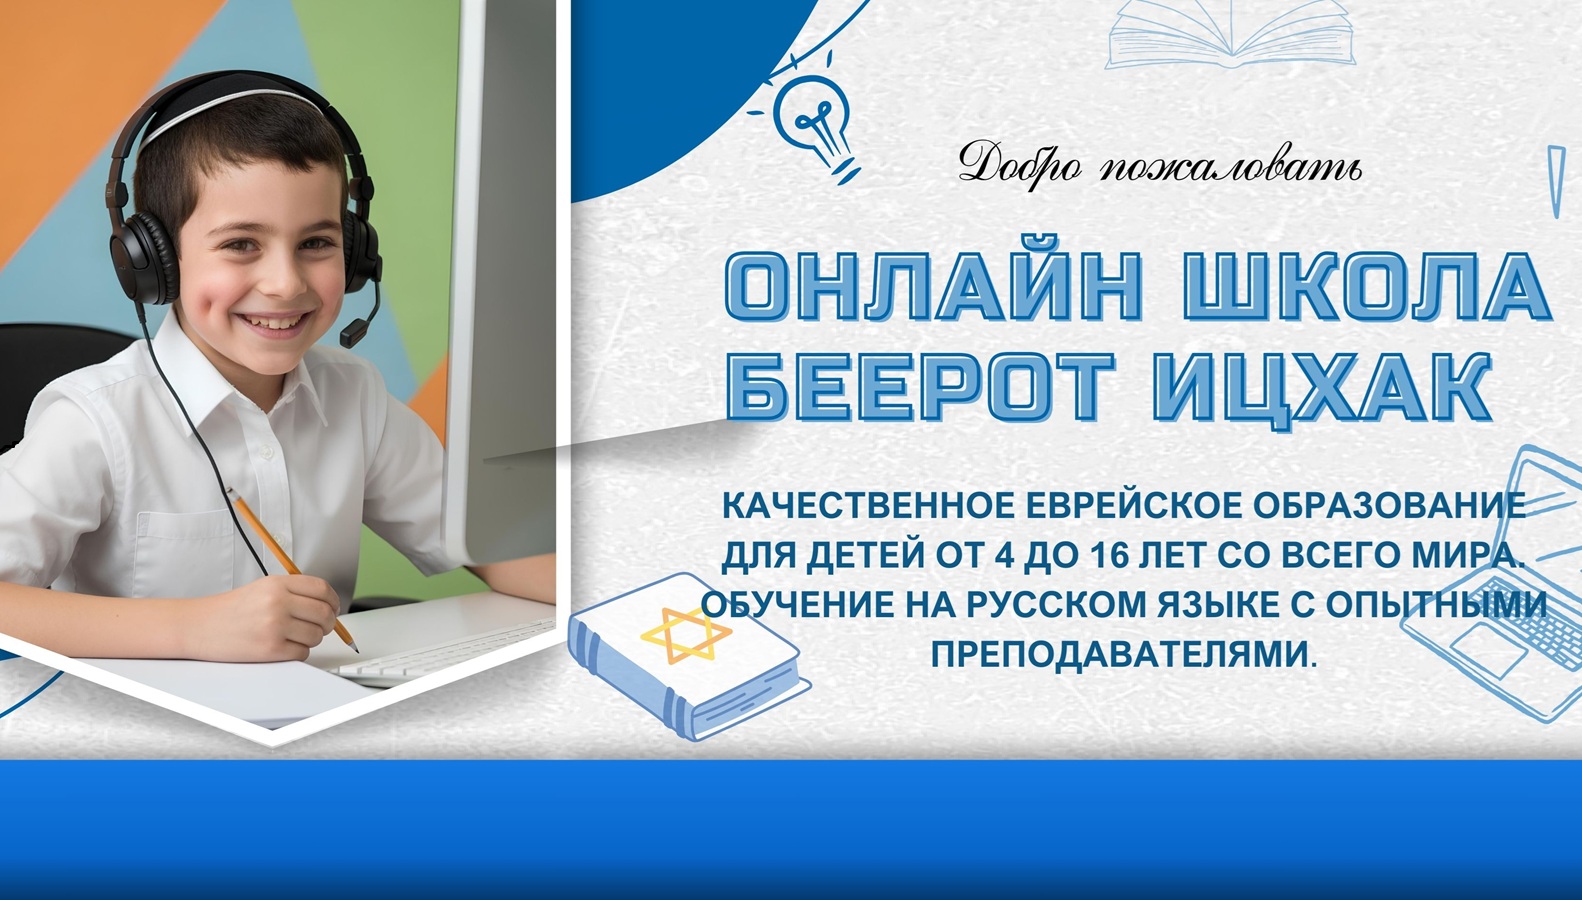 Добро пожаловать
ОНЛАЙН ШКОЛА
БЕЕРОТ ИЦХАК
КАЧЕСТВЕННОЕ ЕВРЕЙСКОЕ ОБРАЗОВАНИЕ
ДЛЯ ДЕТЕЙ ОТ 4 ДО 16 ЛЕТ СО ВСЕГО МИРА.
ОБУЧЕНИЕ НА РУССКОМ ЯЗЫКЕ С ОПЫТНЫМИ
ПРЕПОДАВАТЕЛЯМИ.